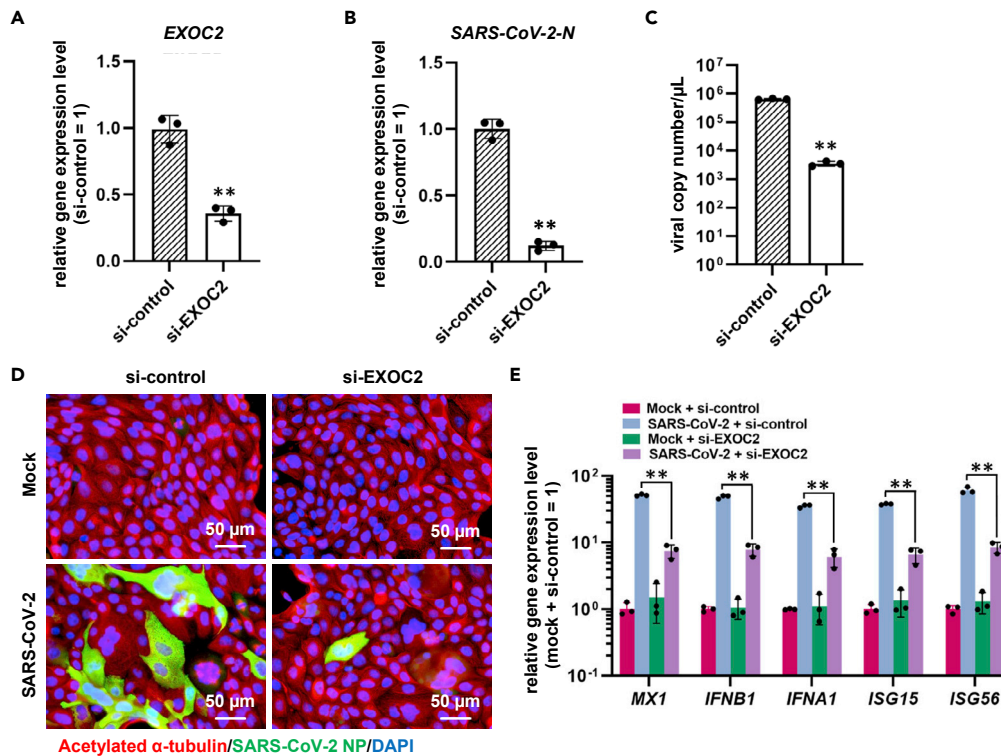 A
EXOC2
relative gene expression level
(si-control = 1)
1.5
1.0
0.5
0.0
**
si-control
si-EXOC2
B
SARS-CoV-2-N
relative gene expression level
(si-control = 1)
1.5
1.0
0.5
0.0
**
si-control
si-EXOC2
C
viral copy number/µL
10⁷
10⁶
10⁵
10⁴
10³
10²
10¹
10⁰
**
si-control
si-EXOC2
D
si-control
si-EXOC2
Mock
50 µm
50 µm
SARS-CoV-2
50 µm
50 µm
Acetylated α-tubulin/SARS-CoV-2 NP/DAPI
E
Mock + si-control
SARS-CoV-2 + si-control
Mock + si-EXOC2
SARS-CoV-2 + si-EXOC2
relative gene expression level
(mock + si-control = 1)
10²
10¹
10⁰
10⁻¹
**
**
**
**
**
MX1
IFNB1
IFNA1
ISG15
ISG56